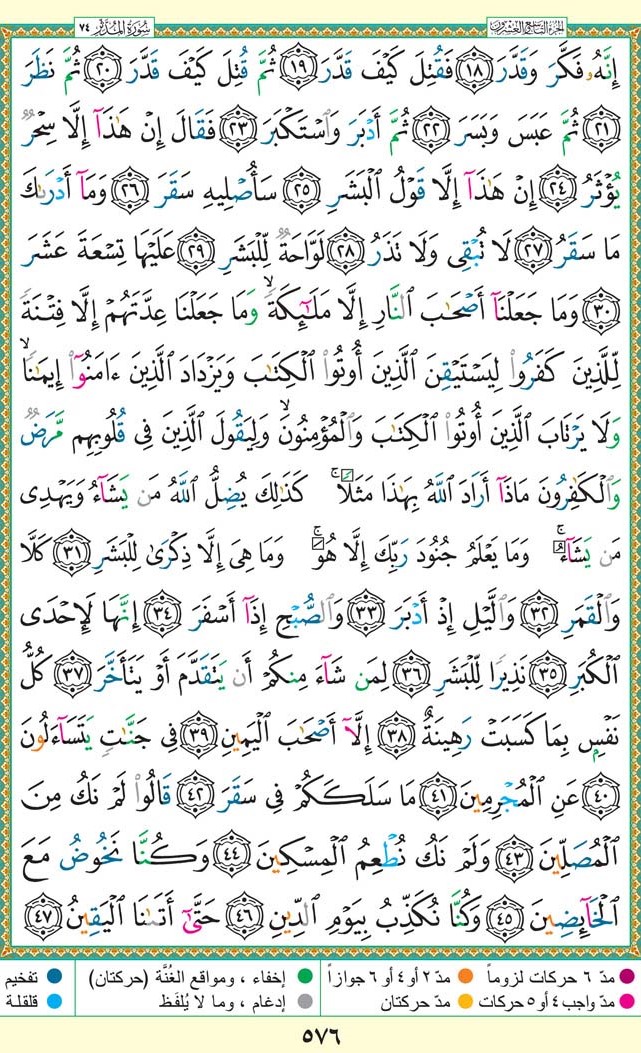 سُورَةُ المُدَّثِّر ٧٤
الجزء التاسع والعشرون
إِنَّهُۥ فَكَّرَ وَقَدَّرَ ١٨ فَقُتِلَ كَيْفَ قَدَّرَ ١٩ ثُمَّ قُتِلَ كَيْفَ قَدَّرَ ٢٠ ثُمَّ نَظَرَ
٢١ ثُمَّ عَبَسَ وَبَسَرَ ٢٢ ثُمَّ أَدْبَرَ وَٱسْتَكْبَرَ ٢٣ فَقَالَ إِنْ هَٰذَآ إِلَّا سِحْرٌ
يُؤْثَرُ ٢٤ إِنْ هَٰذَآ إِلَّا قَوْلُ ٱلْبَشَرِ ٢٥ سَأُصْلِيهِ سَقَرَ ٢٦ وَمَآ أَدْرَىٰكَ
مَا سَقَرُ ٢٧ لَا تُبْقِى وَلَا تَذَرُ ٢٨ لَوَّاحَةٌ لِّلْبَشَرِ ٢٩ عَلَيْهَا تِسْعَةَ عَشَرَ
٣٠ وَمَا جَعَلْنَآ أَصْحَٰبَ ٱلنَّارِ إِلَّا مَلَٰٓئِكَةً ۙ وَمَا جَعَلْنَا عِدَّتَهُمْ إِلَّا فِتْنَةً
لِّلَّذِينَ كَفَرُوا۟ لِيَسْتَيْقِنَ ٱلَّذِينَ أُوتُوا۟ ٱلْكِتَٰبَ وَيَزْدَادَ ٱلَّذِينَ ءَامَنُوٓا۟ إِيمَٰنًا ۙ
وَلَا يَرْتَابَ ٱلَّذِينَ أُوتُوا۟ ٱلْكِتَٰبَ وَٱلْمُؤْمِنُونَ ۙ وَلِيَقُولَ ٱلَّذِينَ فِى قُلُوبِهِم مَّرَضٌ
وَٱلْكَٰفِرُونَ مَاذَآ أَرَادَ ٱللَّهُ بِهَٰذَا مَثَلًا ۚ كَذَٰلِكَ يُضِلُّ ٱللَّهُ مَن يَشَآءُ وَيَهْدِى
مَن يَشَآءُ ۚ وَمَا يَعْلَمُ جُنُودَ رَبِّكَ إِلَّا هُوَ ۚ وَمَا هِىَ إِلَّا ذِكْرَىٰ لِلْبَشَرِ ٣١ كَلَّا
وَٱلْقَمَرِ ٣٢ وَٱلَّيْلِ إِذْ أَدْبَرَ ٣٣ وَٱلصُّبْحِ إِذَآ أَسْفَرَ ٣٤ إِنَّهَا لَإِحْدَى
ٱلْكُبَرِ ٣٥ نَذِيرًا لِّلْبَشَرِ ٣٦ لِمَن شَآءَ مِنكُمْ أَن يَتَقَدَّمَ أَوْ يَتَأَخَّرَ ٣٧ كُلُّ
نَفْسٍۭ بِمَا كَسَبَتْ رَهِينَةٌ ٣٨ إِلَّآ أَصْحَٰبَ ٱلْيَمِينِ ٣٩ فِى جَنَّٰتٍ يَتَسَآءَلُونَ
٤٠ عَنِ ٱلْمُجْرِمِينَ ٤١ مَا سَلَكَكُمْ فِى سَقَرَ ٤٢ قَالُوا۟ لَمْ نَكُ مِنَ
ٱلْمُصَلِّينَ ٤٣ وَلَمْ نَكُ نُطْعِمُ ٱلْمِسْكِينَ ٤٤ وَكُنَّا نَخُوضُ مَعَ
ٱلْخَآئِضِينَ ٤٥ وَكُنَّا نُكَذِّبُ بِيَوْمِ ٱلدِّينِ ٤٦ حَتَّىٰٓ أَتَىٰنَا ٱلْيَقِينُ ٤٧
مدّ ٦ حركات لزوماً مدّ ٢ أو ٤ أو ٦ جوازاً إخفاء ، ومواقع الغُنَّة (حركتان) تفخيم
مدّ واجب ٤ أو ٥ حركات مدّ حركتان إدغام ، وما لا يُلفَظ قلقلة
٥٧٦